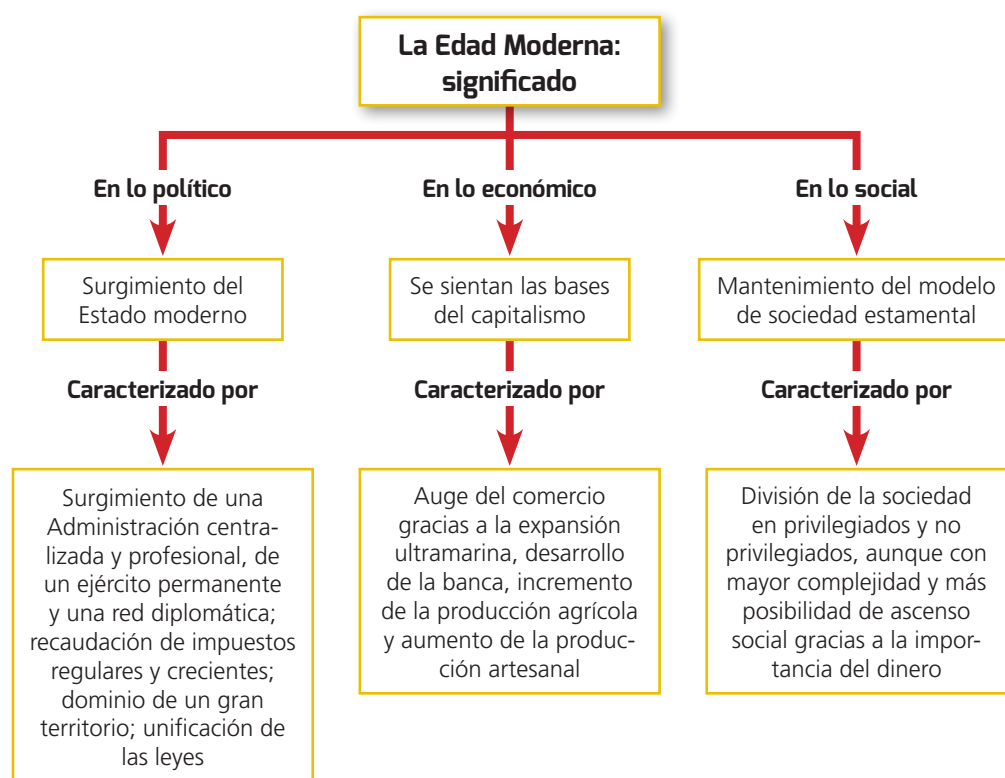 La Edad Moderna:
significado
En lo político
Surgimiento del
Estado moderno
Caracterizado por
Surgimiento de una
Administración centra-
lizada y profesional, de
un ejército permanente
y una red diplomática;
recaudación de impuestos
regulares y crecientes;
dominio de un gran
territorio; unificación de
las leyes
En lo económico
Se sientan las bases
del capitalismo
Caracterizado por
Auge del comercio
gracias a la expansión
ultramarina, desarrollo
de la banca, incremento
de la producción agrícola
y aumento de la produc-
ción artesanal
En lo social
Mantenimiento del modelo
de sociedad estamental
Caracterizado por
División de la sociedad
en privilegiados y no
privilegiados, aunque con
mayor complejidad y más
posibilidad de ascenso
social gracias a la impor-
tancia del dinero